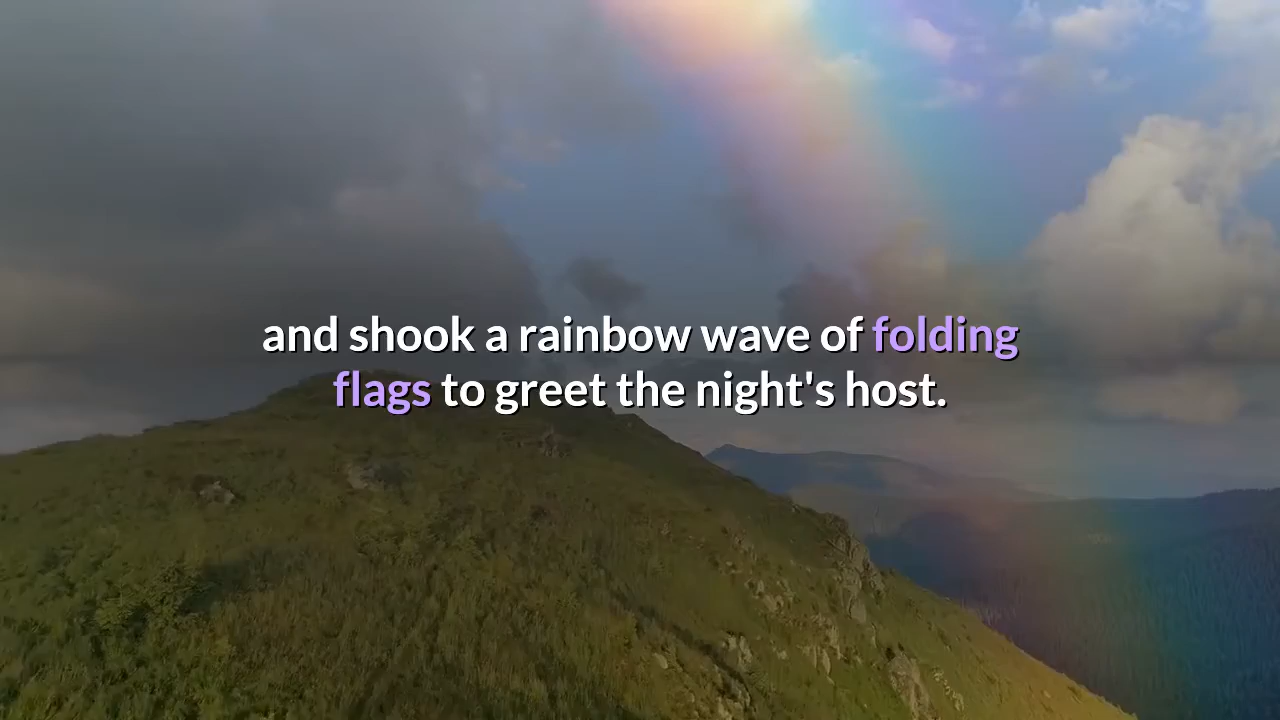 and shook a rainbow wave of folding
flags to greet the night's host.